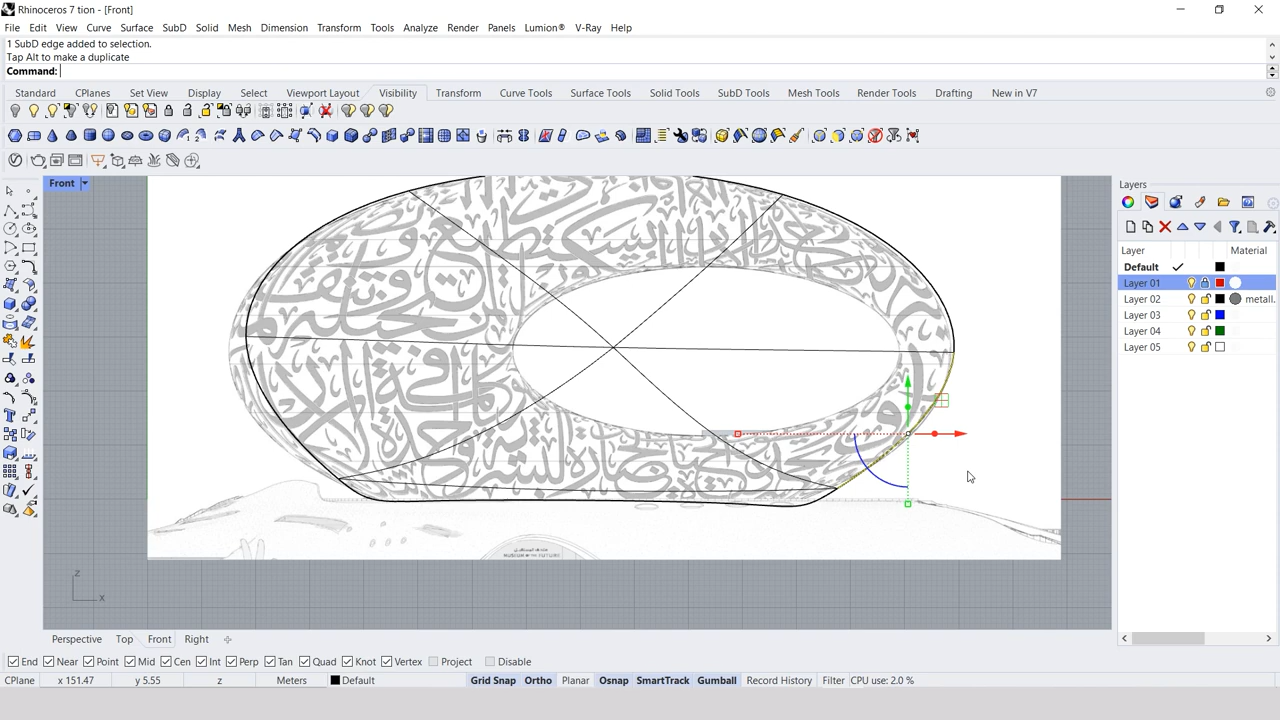 Rhinoceros 7 tion - [Front]
File Edit View Curve Surface Solid SubD Mesh Dimension Transform Tools Analyze Render Panels Lumion® V-Ray Help
1 SubD edge added to selection.
Tap Alt to make a duplicate
Command:
Standard CPlanes Set View Display Select Viewport Layout Visibility Transform Curve Tools Surface Tools Solid Tools SubD Tools Mesh Tools Render Tools Drafting New in V7
Front
Layers
Layer Material
Default
Layer 01
Layer 02 metall.
Layer 03
Layer 04
Layer 05
z
x
Perspective Top Front Right
End Near Point Mid Cen Int Perp Tan Quad Knot Vertex Project Disable
CPlane x 151.47 y 5.55 z Meters Default Grid Snap Ortho Planar Osnap SmartTrack Gumball Record History Filter CPU use: 2.0 %